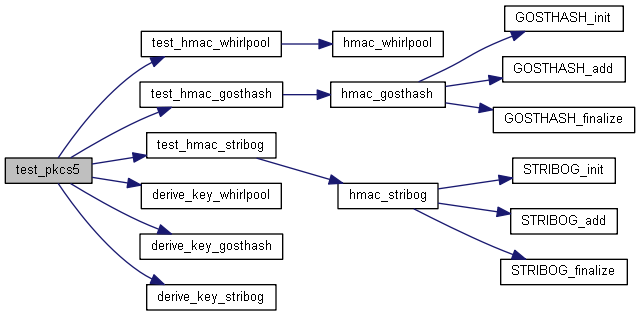 test_pkcs5
test_hmac_whirlpool
test_hmac_gosthash
test_hmac_stribog
derive_key_whirlpool
derive_key_gosthash
derive_key_stribog
hmac_whirlpool
hmac_gosthash
hmac_stribog
GOSTHASH_init
GOSTHASH_add
GOSTHASH_finalize
STRIBOG_init
STRIBOG_add
STRIBOG_finalize